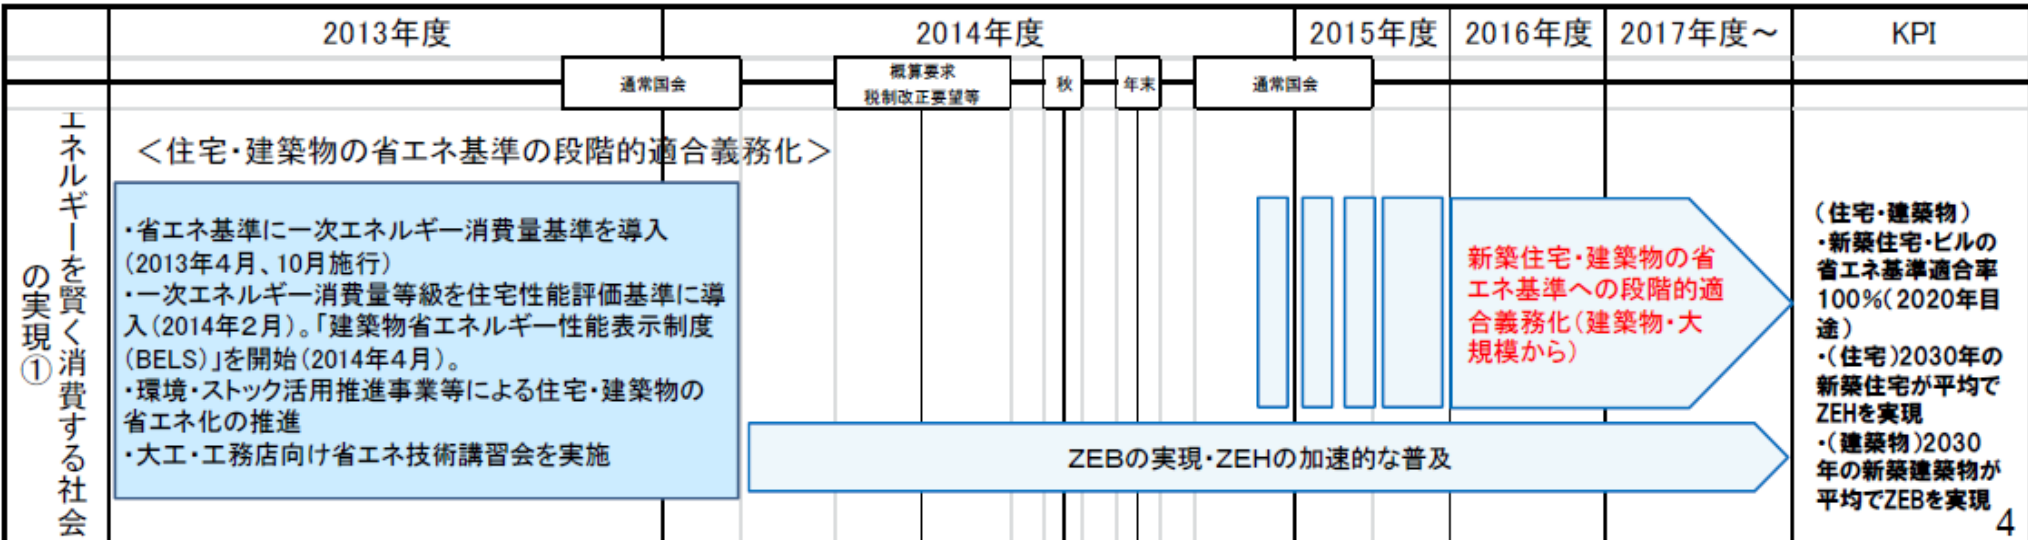 2013年度
2014年度
2015年度
2016年度
2017年度～
KPI
通常国会
概算要求
税制改正要望等
秋
年末
通常国会
エネルギーを賢く消費する社会
の実現①
＜住宅・建築物の省エネ基準の段階的適合義務化＞
・省エネ基準に一次エネルギー消費量基準を導入
(2013年4月、10月施行)
・一次エネルギー消費量等級を住宅性能評価基準に導
入(2014年2月)。「建築物省エネルギー性能表示制度
(BELS)」を開始(2014年4月)。
・環境・ストック活用推進事業等による住宅・建築物の
省エネ化の推進
・大工・工務店向け省エネ技術講習会を実施
新築住宅・建築物の省
エネ基準への段階的適
合義務化(建築物・大
規模から)
ZEBの実現・ZEHの加速的な普及
(住宅・建築物)
・新築住宅・ビルの
省エネ基準適合率
100%(2020年目
途)
・(住宅)2030年の
新築住宅が平均で
ZEHを実現
・(建築物)2030
年の新築建築物が
平均でZEBを実現
4